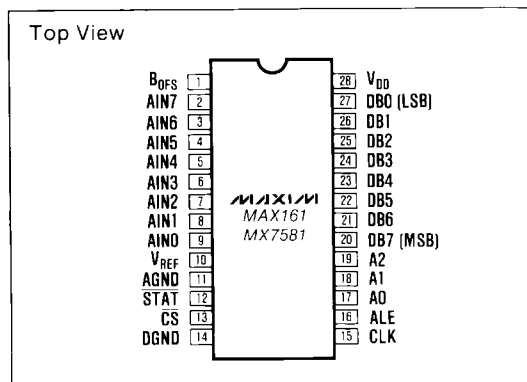 Top View
B_OFS 1
AIN7 2
AIN6 3
AIN5 4
AIN4 5
AIN3 6
AIN2 7
AIN1 8
AIN0 9
V_REF 10
AGND 11
STAT 12
CS 13
DGND 14
MAXIM
MAX161
MX7581
28 V_DD
27 DB0 (LSB)
26 DB1
25 DB2
24 DB3
23 DB4
22 DB5
21 DB6
20 DB7 (MSB)
19 A2
18 A1
17 A0
16 ALE
15 CLK